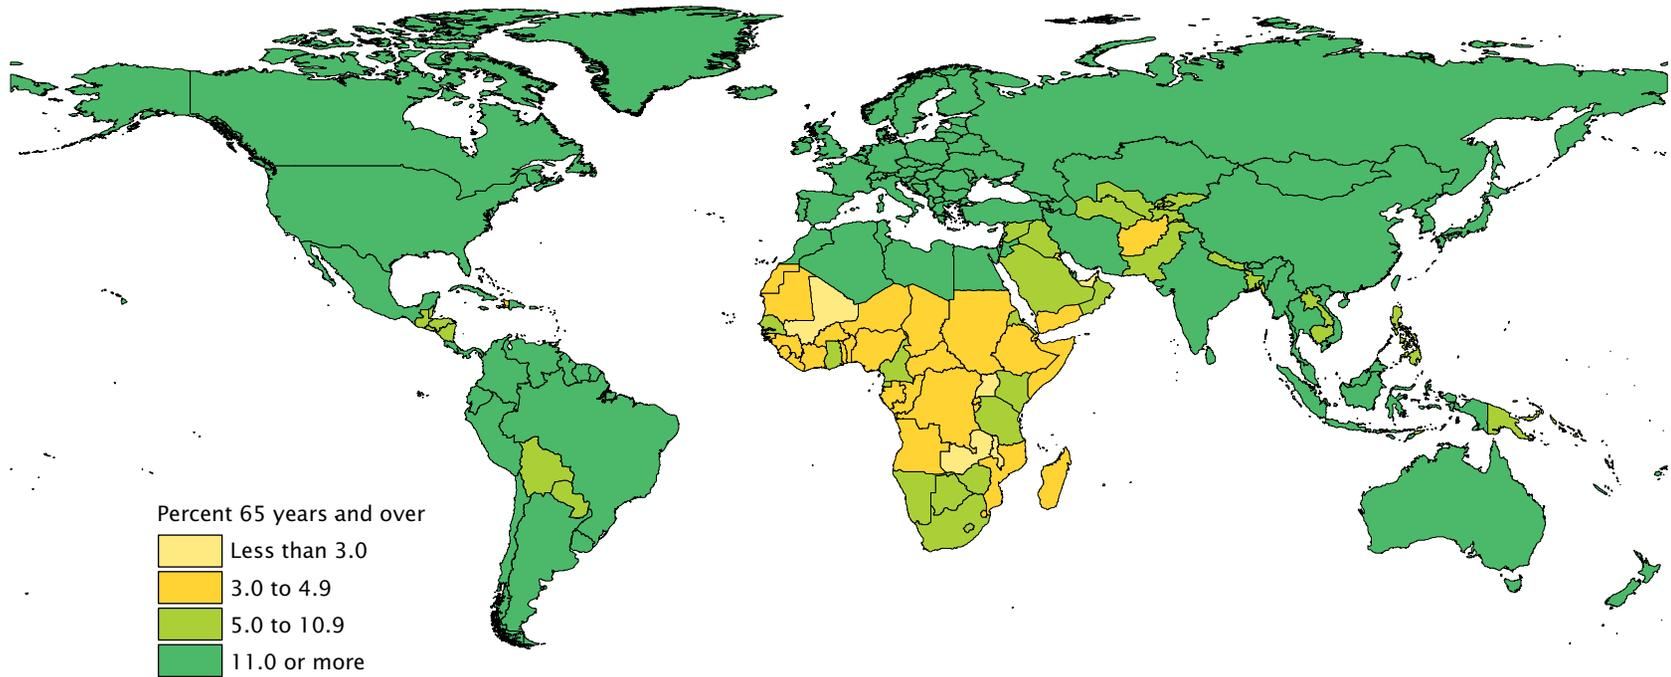 Percent 65 years and over
Less than 3.0
3.0 to 4.9
5.0 to 10.9
11.0 or more